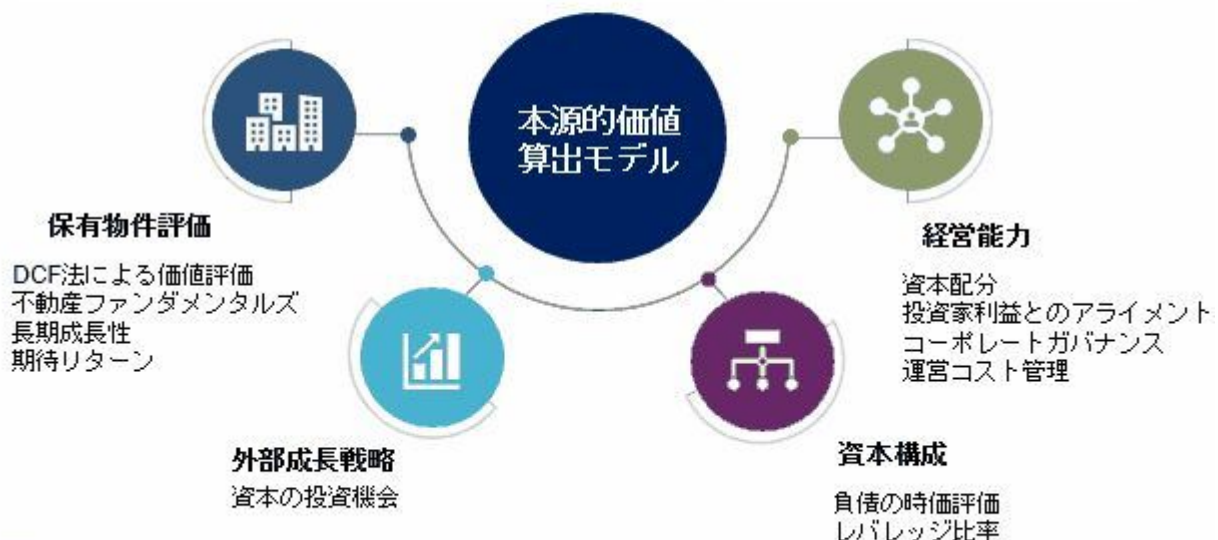 本源的価値
算出モデル
保有物件評価
DCF法による価値評価
不動産ファンダメンタルズ
長期成長性
期待リターン
外部成長戦略
資本の投資機会
資本構成
負債の時価評価
レバレッジ比率
経営能力
資本配分
投資家利益とのアライメント
コーポレートガバナンス
運営コスト管理